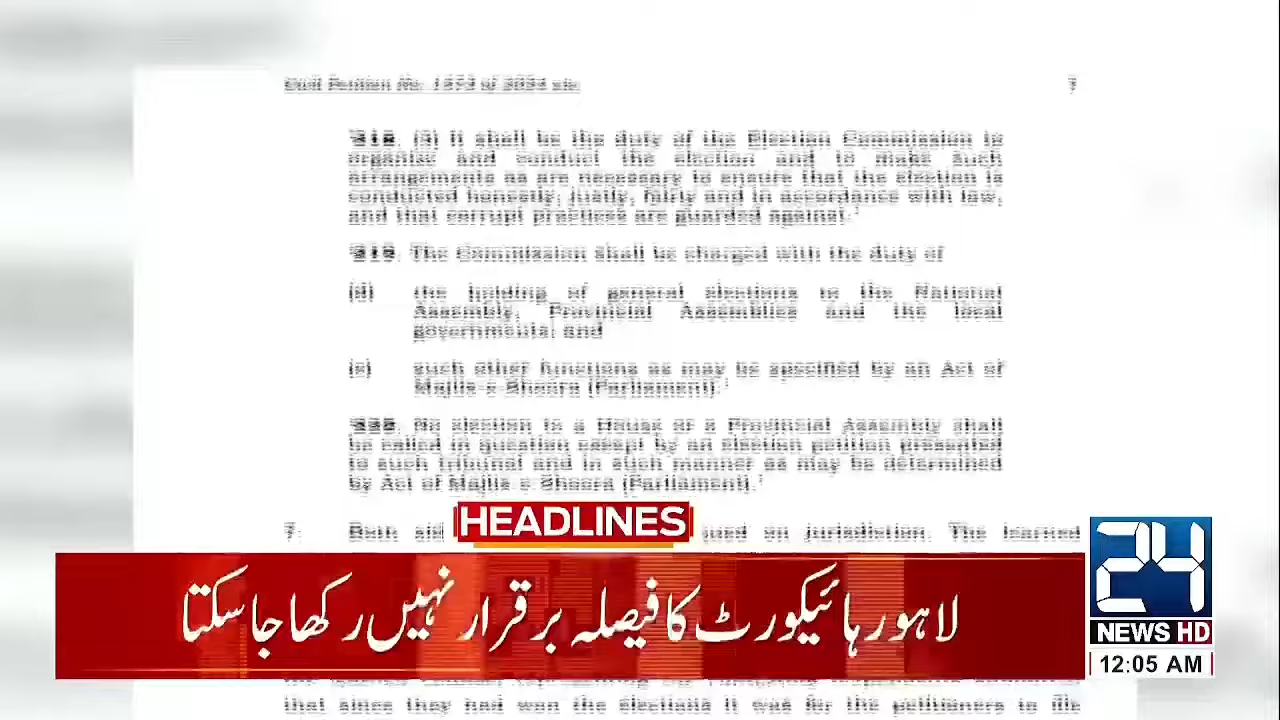 Civil Petition No. of etc
7
218. (3) It shall be the duty of the Election Commission to
organize and conduct the election and to make such
arrangements as are necessary to ensure that the election is
conducted honestly, justly, fairly and in accordance with law,
and that corrupt practices are guarded against.'
219. The Commission shall be charged with the duty of
(d) the holding of general elections to the National
Assembly, Provincial Assemblies and the local
governments; and
(e) such other functions as may be specified by an Act of
Majlis-e-Shoora (Parliament).'
225. No election to a House or a Provincial Assembly shall
be called in question except by an election petition presented
to such tribunal and in such manner as may be determined
by Act of Majlis-e-Shoora (Parliament).'
7. Both on jurisdiction. The learned
HEADLINES
لاہور ہائیکورٹ کا فیصلہ برقرار نہیں رکھا جا سکتا
24
NEWS HD
12:05 AM
that since they had won the elections it was for the petitioners to file